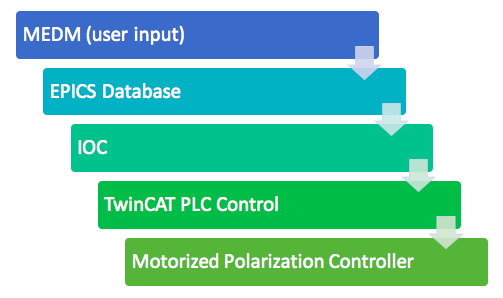 MEDM (user input)
EPICS Database
IOC
TwinCAT PLC Control
Motorized Polarization Controller